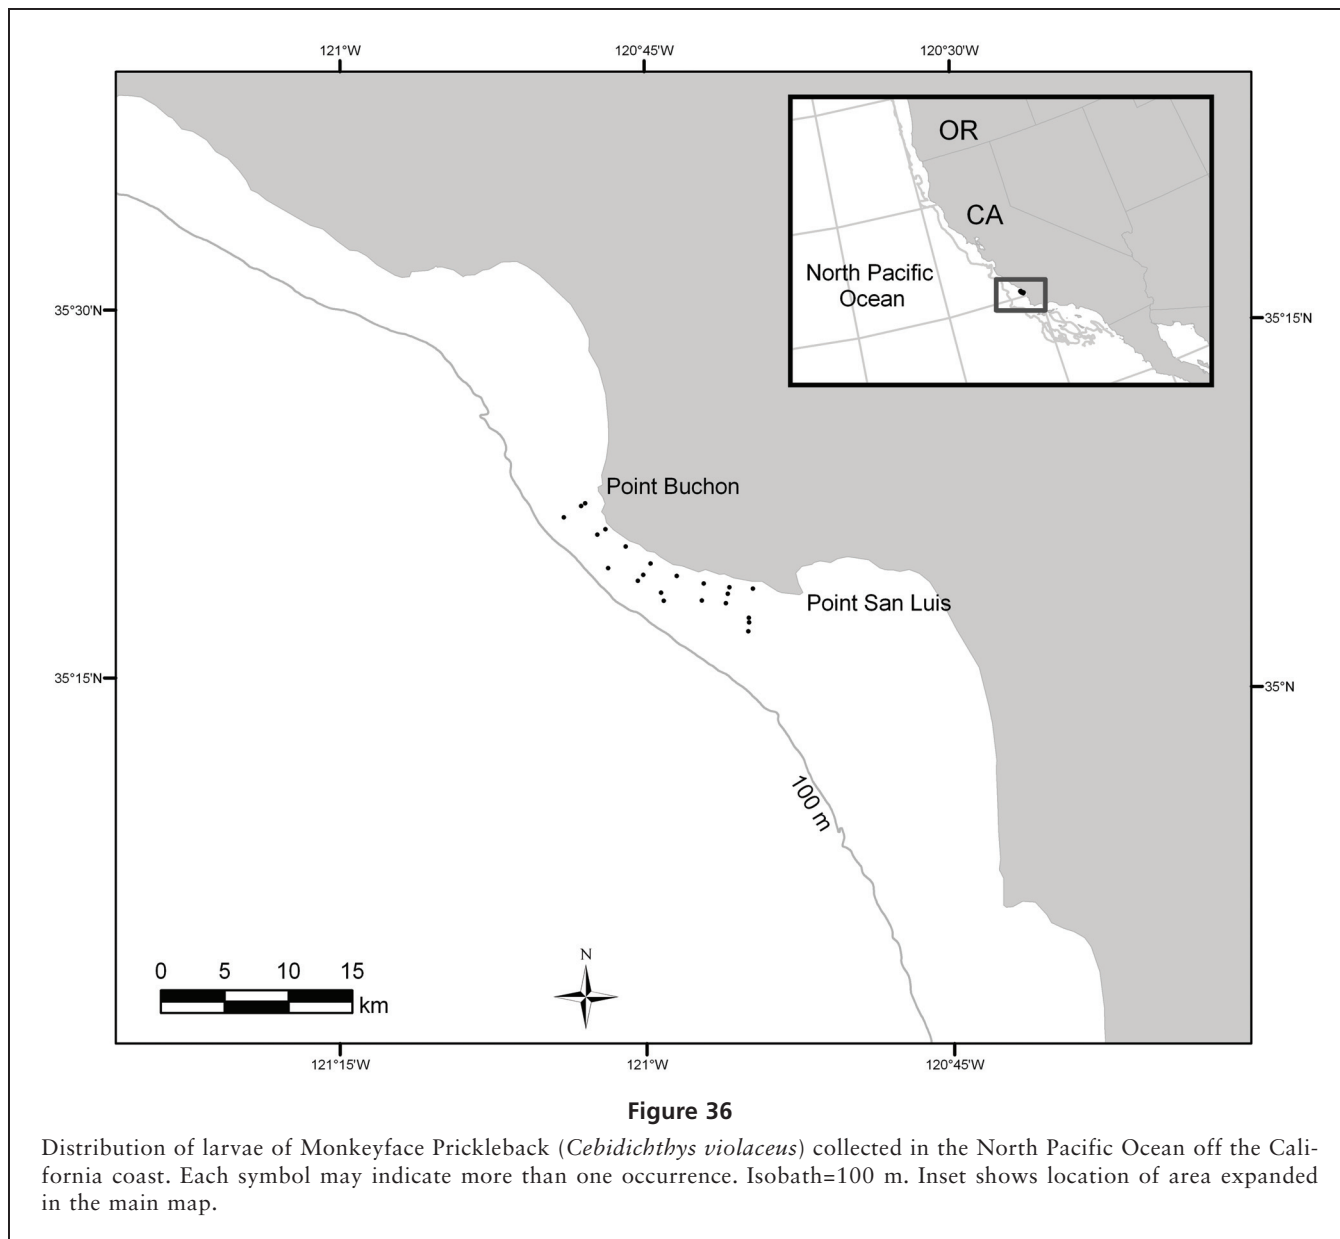 121°W 120°45'W 120°30'W
OR
CA
North Pacific
Ocean
35°30'N 35°15'N
Point Buchon
Point San Luis
35°15'N 35°N
100 m
N
0 5 10 15
km
121°15'W 121°W 120°45'W
Figure 36
Distribution of larvae of Monkeyface Prickleback (Cebidichthys violaceus) collected in the North Pacific Ocean off the Cali-
fornia coast. Each symbol may indicate more than one occurrence. Isobath=100 m. Inset shows location of area expanded
in the main map.